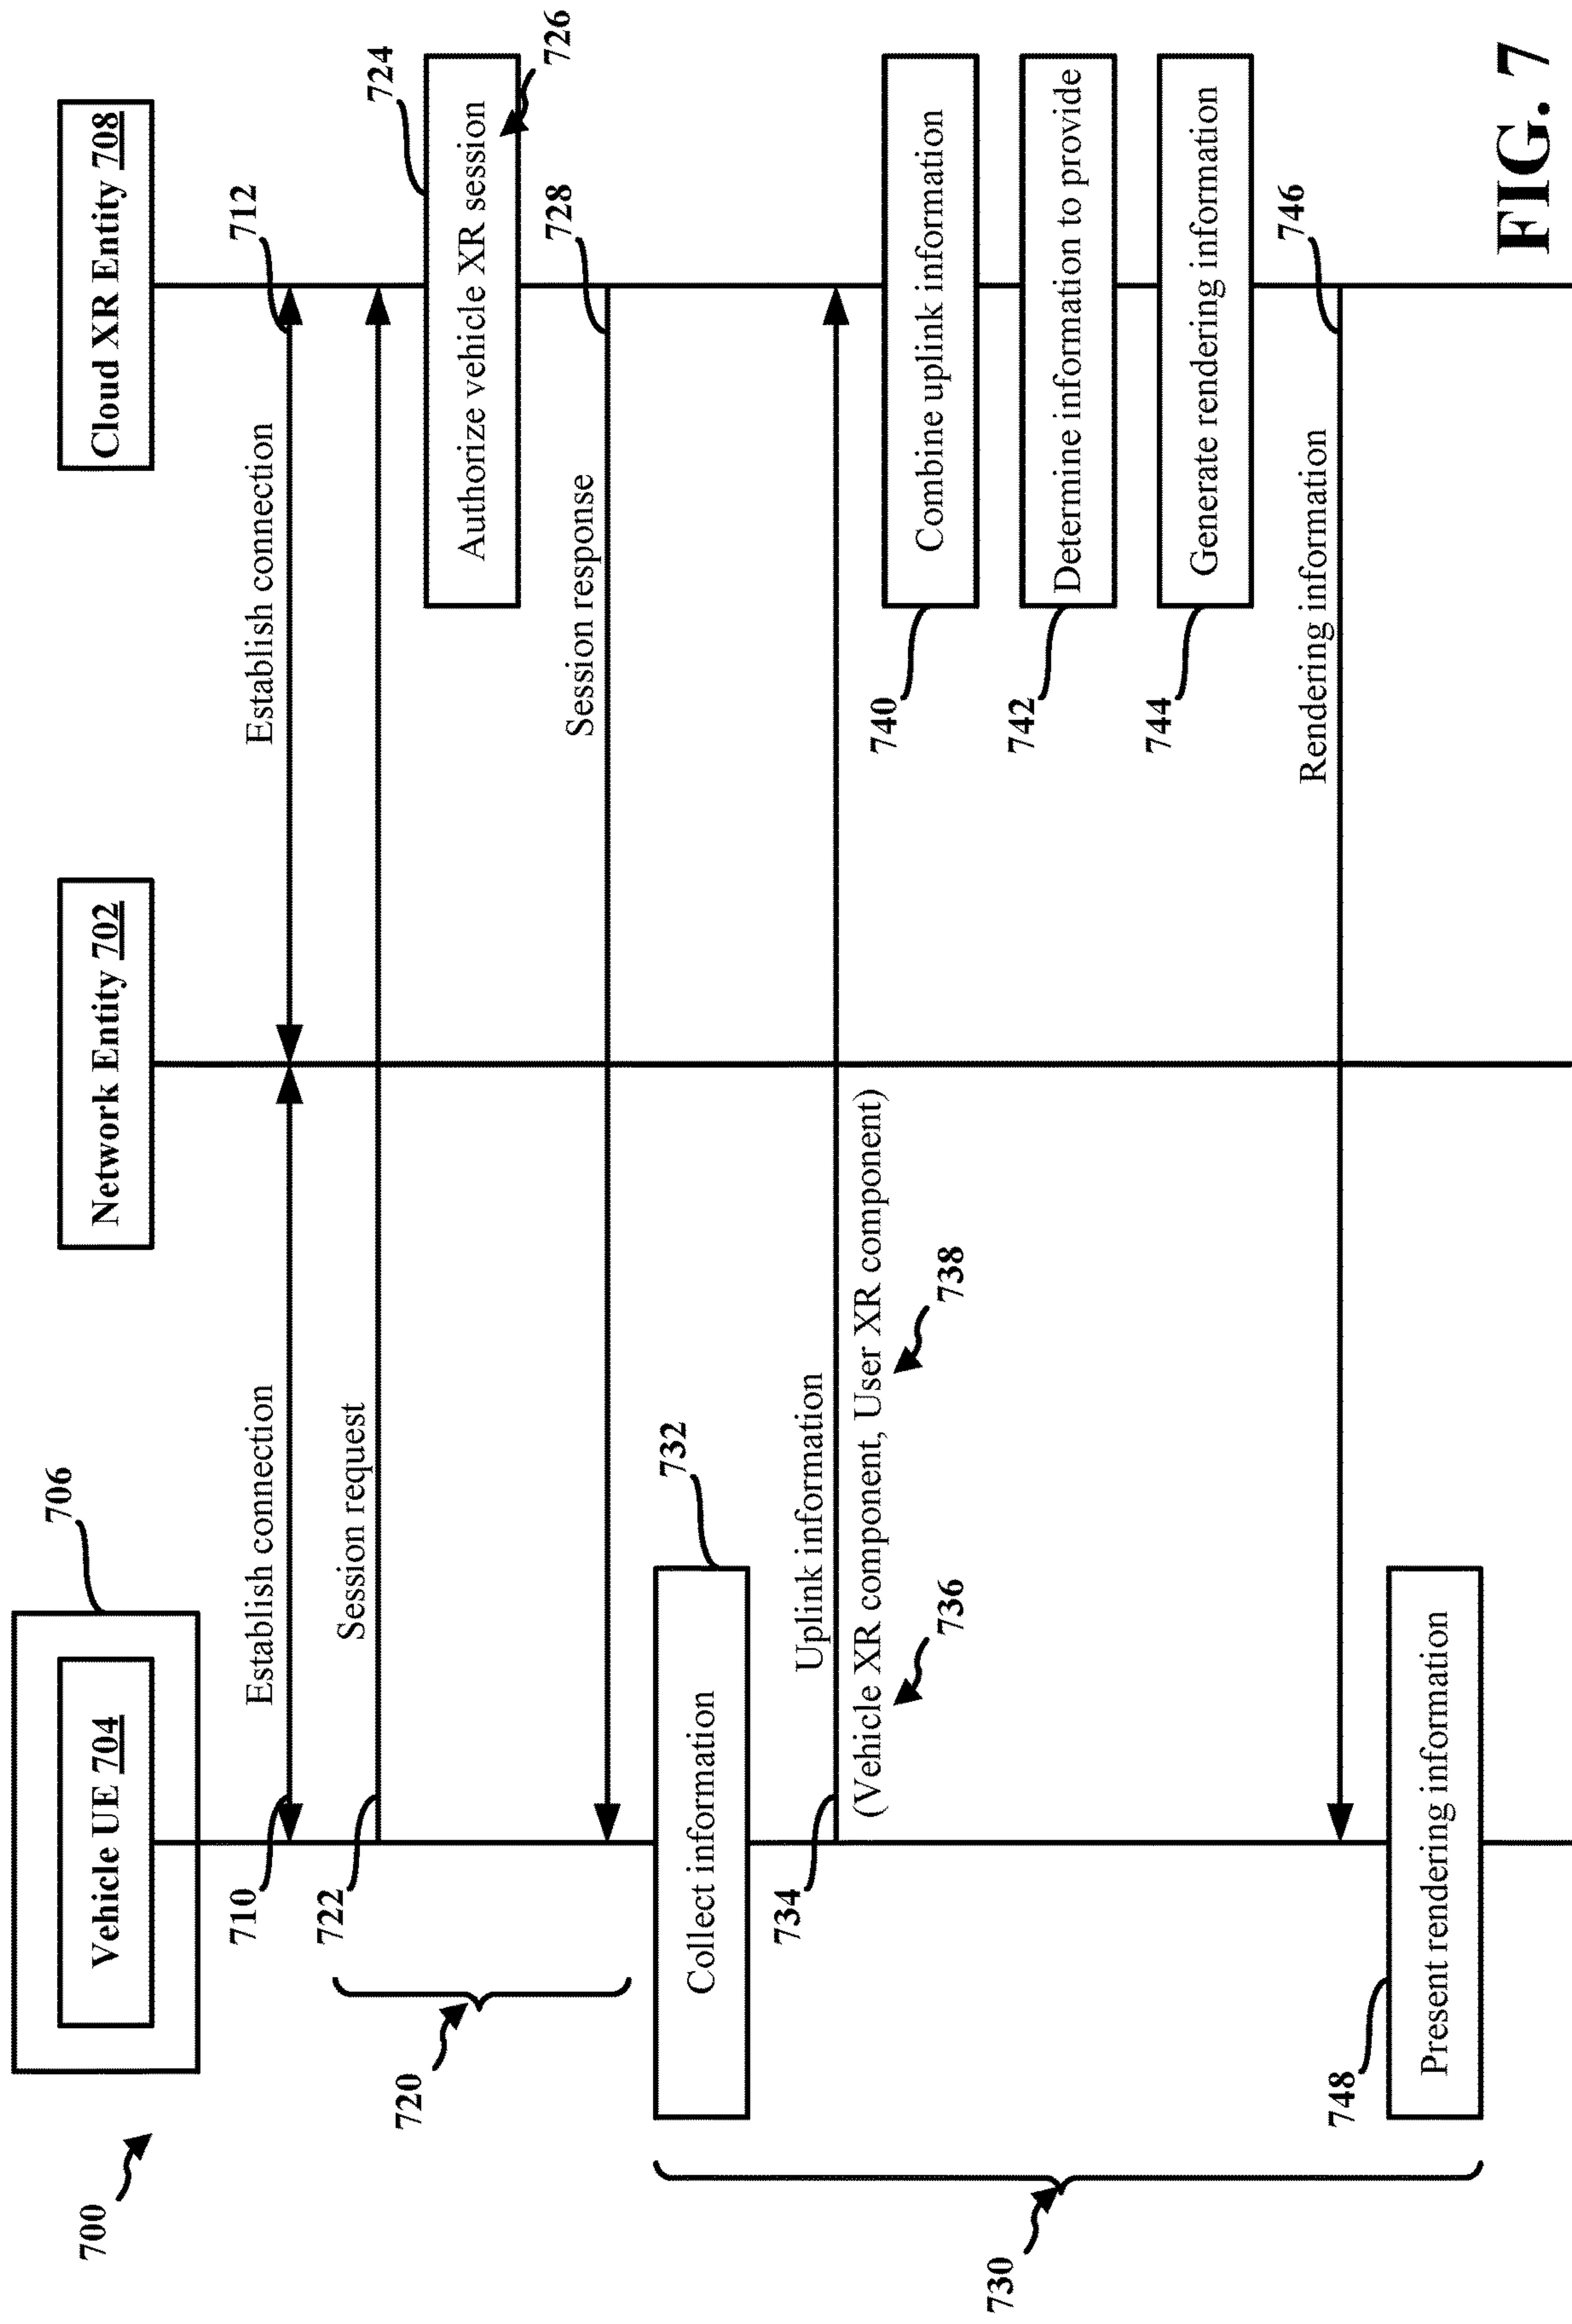 700
706
Vehicle UE 704
Network Entity 702
Cloud XR Entity 708
710
Establish connection
Establish connection
712
722
Session request
720
724
Authorize vehicle XR session
726
Session response
728
Collect information
732
730
734
Uplink information
(Vehicle XR component, User XR component)
736
738
740
Combine uplink information
742
Determine information to provide
744
Generate rendering information
Rendering information
746
748
Present rendering information
FIG. 7